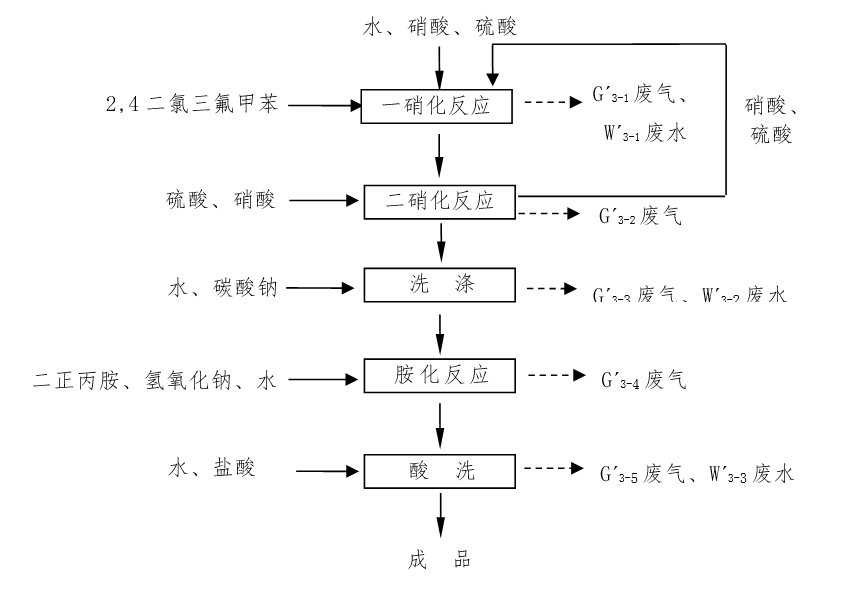 水、硝酸、硫酸
2,4二氯三氟甲苯
一硝化反应
G´3-1废气、
W´3-1废水
硝酸、
硫酸
硫酸、硝酸
二硝化反应
G´3-2废气
水、碳酸钠
洗 涤
G´3-3废气、W´3-2废水
二正丙胺、氢氧化钠、水
胺化反应
G´3-4废气
水、盐酸
酸 洗
G´3-5废气、W´3-3废水
成 品